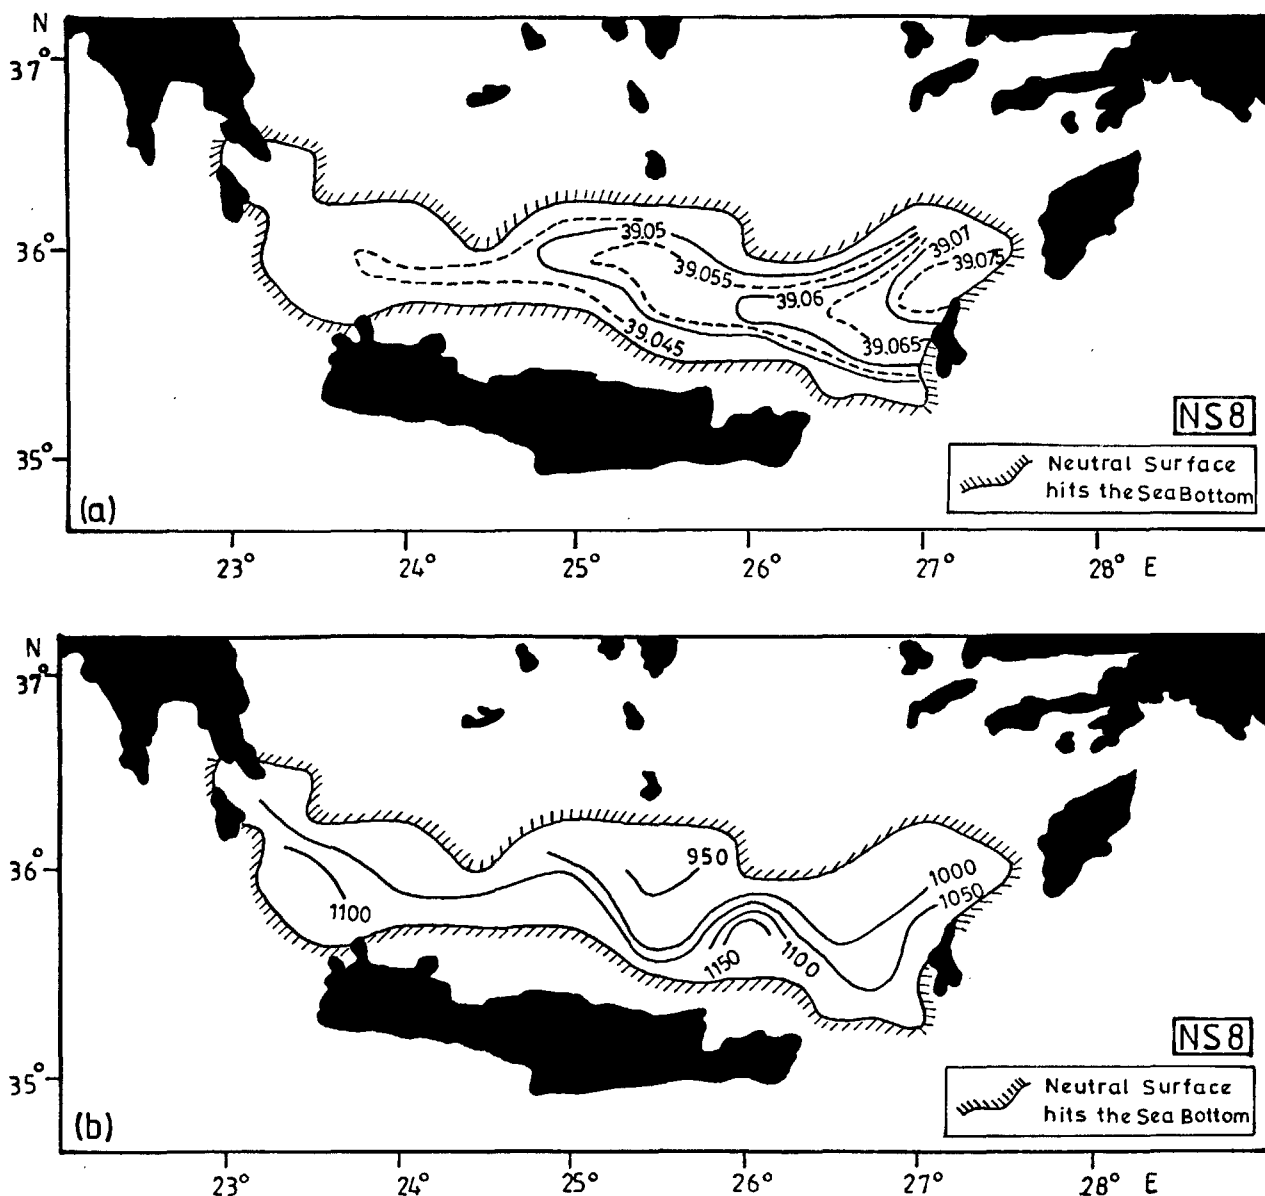 N
37°
36°
35°
39.05
39.07
39.055
39.075
39.06
39.045
39.065
NS8
Neutral Surface
hits the Sea Bottom
(a)
23°
24°
25°
26°
27°
28° E
N
37°
36°
35°
950
1000
1050
1100
1100
1150
NS8
Neutral Surface
hits the Sea Bottom
(b)
23°
24°
25°
26°
27°
28° E